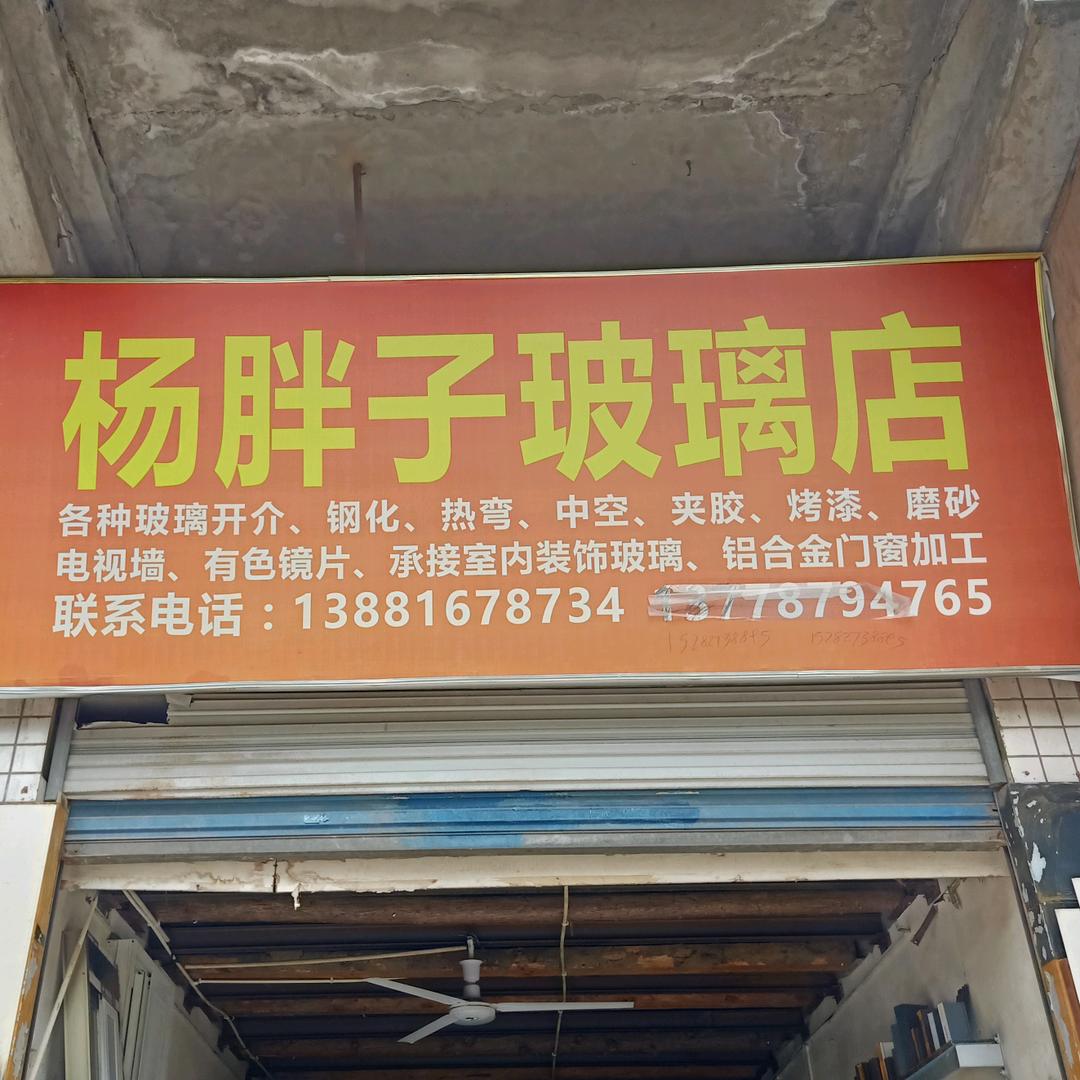 杨胖子玻璃店
各种玻璃开介、钢化、热弯、中空、夹胶、烤漆、磨砂
电视墙、有色镜片、承接室内装饰玻璃、铝合金门窗加工
联系电话：13881678734 13778794765